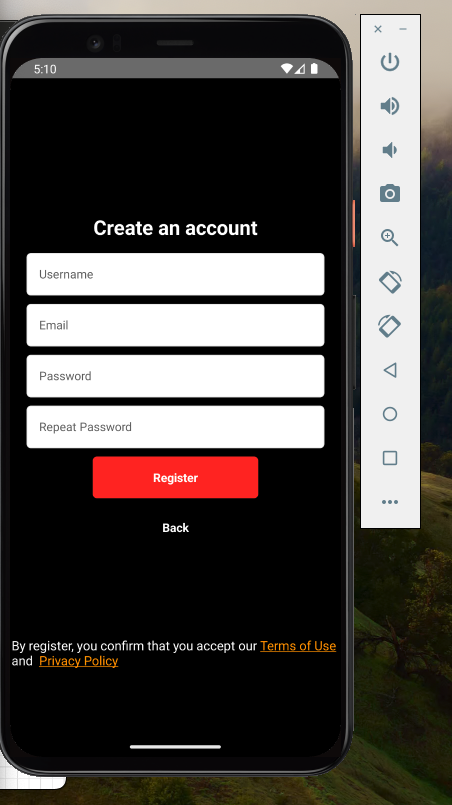 5:10
Create an account
Username
Email
Password
Repeat Password
Register
Back
By register, you confirm that you accept our Terms of Use
and Privacy Policy